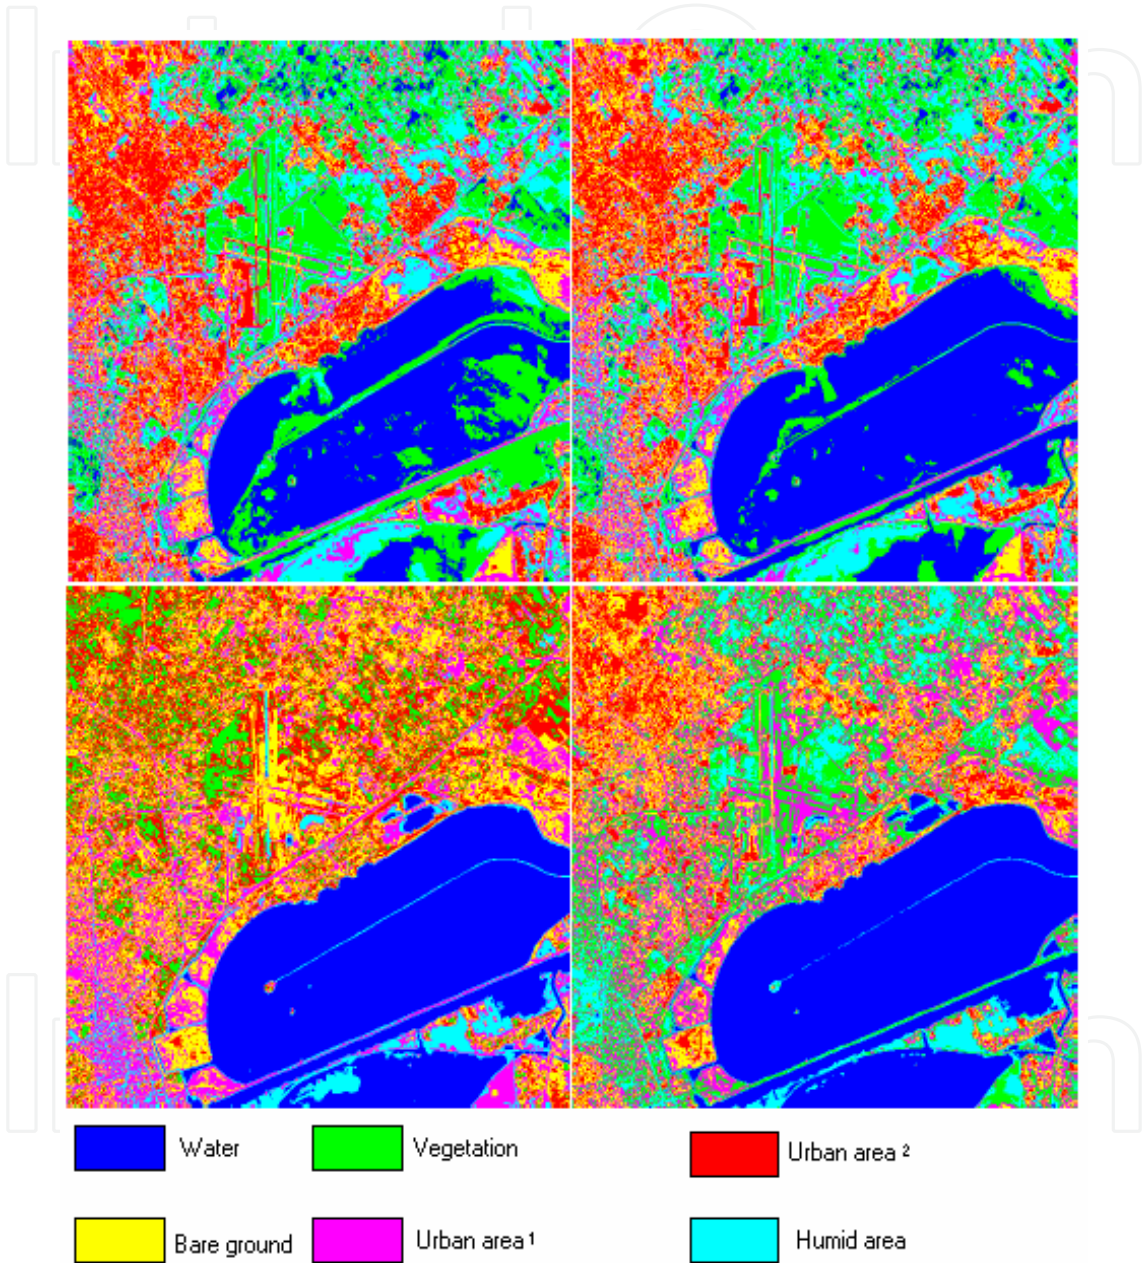 Water
Vegetation
Urban area ²
Bare ground
Urban area ¹
Humid area